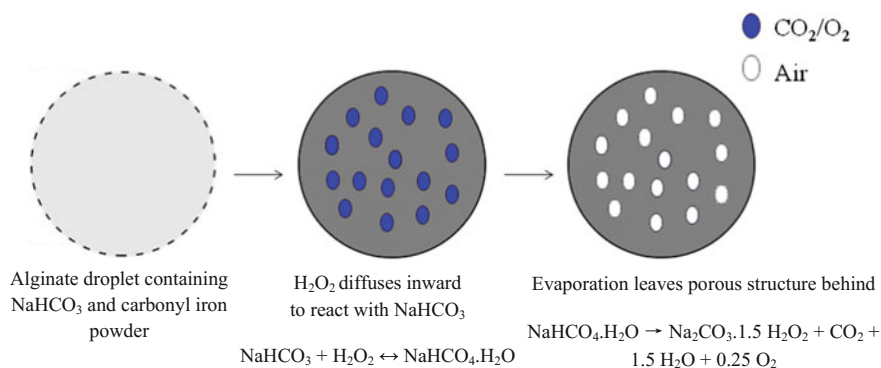 CO₂/O₂
Air
Alginate droplet containing
NaHCO₃ and carbonyl iron
powder
H₂O₂ diffuses inward
to react with NaHCO₃
NaHCO₃ + H₂O₂ ↔ NaHCO₄.H₂O
Evaporation leaves porous structure behind
NaHCO₄.H₂O → Na₂CO₃.1.5 H₂O₂ + CO₂ +
1.5 H₂O + 0.25 O₂